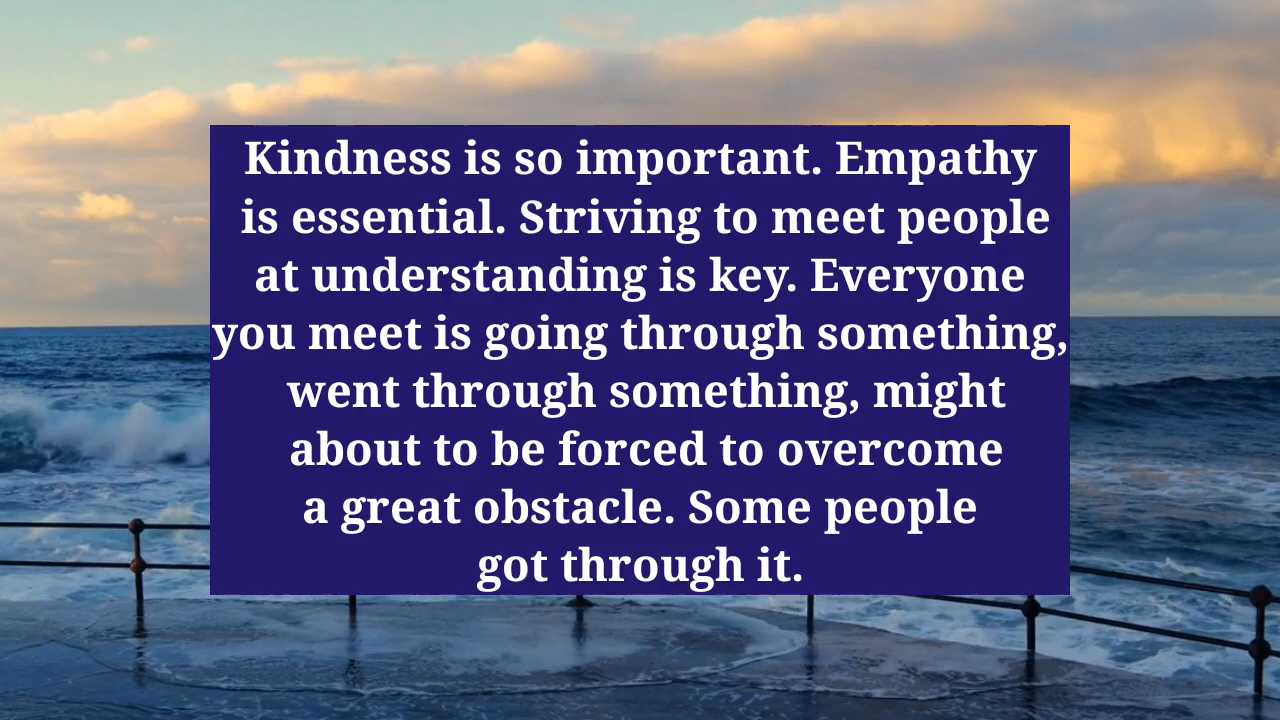 Kindness is so important. Empathy
is essential. Striving to meet people
at understanding is key. Everyone
you meet is going through something,
went through something, might
about to be forced to overcome
a great obstacle. Some people
got through it.